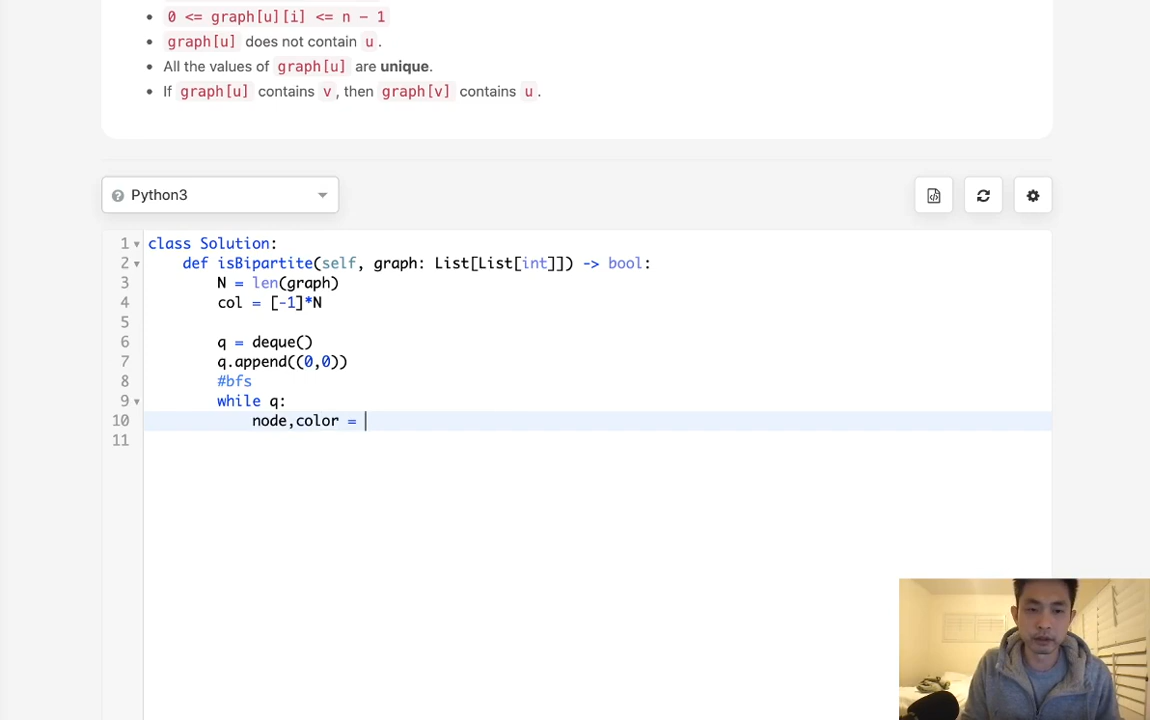 0 <= graph[u][i] <= n - 1
graph[u] does not contain u.
All the values of graph[u] are unique.
If graph[u] contains v, then graph[v] contains u.
Python3
1 class Solution:
2     def isBipartite(self, graph: List[List[int]]) -> bool:
3         N = len(graph)
4         col = [-1]*N
5
6         q = deque()
7         q.append((0,0))
8         #bfs
9         while q:
10             node,color =
11